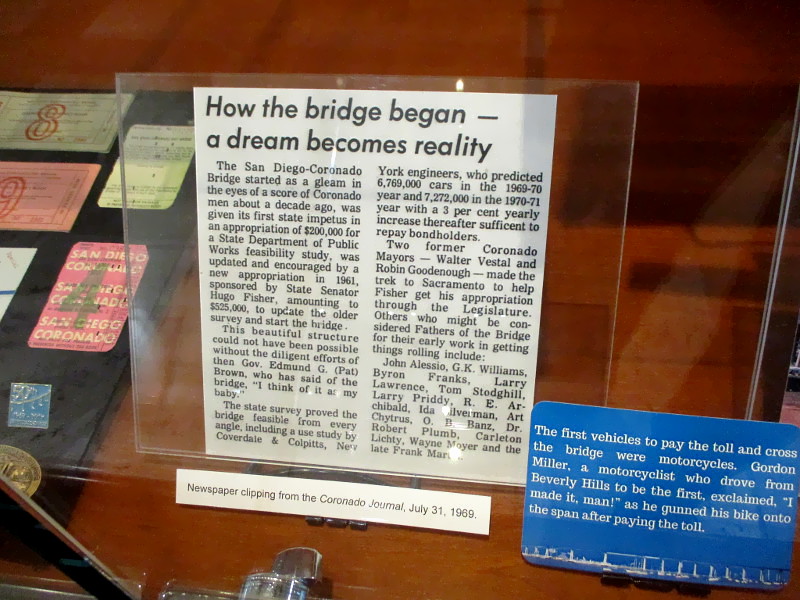 How the bridge began —
a dream becomes reality
The San Diego-Coronado
Bridge started as a gleam in
the eyes of a score of Coronado
men about a decade ago, was
given its first state impetus in
an appropriation of $200,000 for
a State Department of Public
Works feasibility study, was
updated and encouraged by a
new appropriation in 1961,
sponsored by State Senator
Hugo Fisher, amounting to
$525,000, to update the older
survey and start the bridge.
This beautiful structure
could not have been possible
without the diligent efforts of
then Gov. Edmund G. (Pat)
Brown, who has said of the
bridge, "I think of it as my
baby."
The state survey proved the
bridge feasible from every
angle, including a use study by
Coverdale & Colpitts, New
York engineers, who predicted
6,769,000 cars in the 1969-70
year and 7,272,000 in the 1970-71
year with a 3 per cent yearly
increase thereafter sufficent to
repay bondholders.
Two former Coronado
Mayors — Walter Vestal and
Robin Goodenough — made the
trek to Sacramento to help
Fisher get his appropriation
through the Legislature.
Others who might be con-
sidered Fathers of the Bridge
for their early work in getting
things rolling include:
John Alessio, G.K. Williams,
Byron Franks, Larry
Lawrence, Tom Stodghill,
Larry Priddy, R. E. Ar-
chibald, Ida Silverman, Art
Chytrus, O. B. Banz, Dr.
Robert Plumb, Carleton
Lichty, Wayne Moyer and the
late Frank
Newspaper clipping from the Coronado Journal, July 31, 1969.
The first vehicles to pay the toll and cross
the bridge were motorcycles. Gordon
Miller, a motorcyclist who drove from
Beverly Hills to be the first, exclaimed, "I
made it, man!" as he gunned his bike onto
the span after paying the toll.
8
9
SAN DIEGO
CORONADO
SAN DIEGO
CORONADO
SAN DIEGO
CORONADO